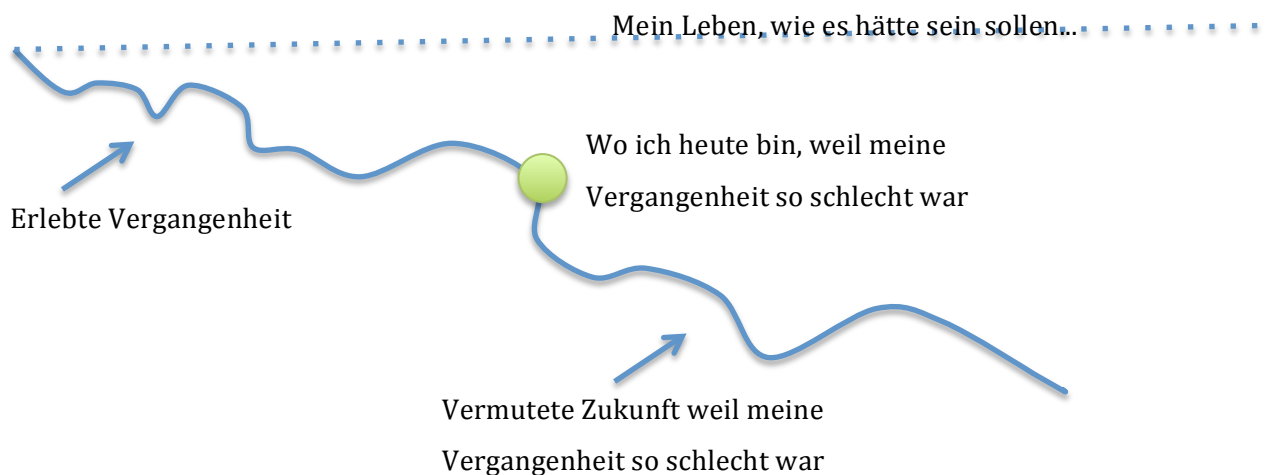 Mein Leben, wie es hätte sein sollen...
Wo ich heute bin, weil meine
Vergangenheit so schlecht war
Erlebte Vergangenheit
Vermutete Zukunft weil meine
Vergangenheit so schlecht war